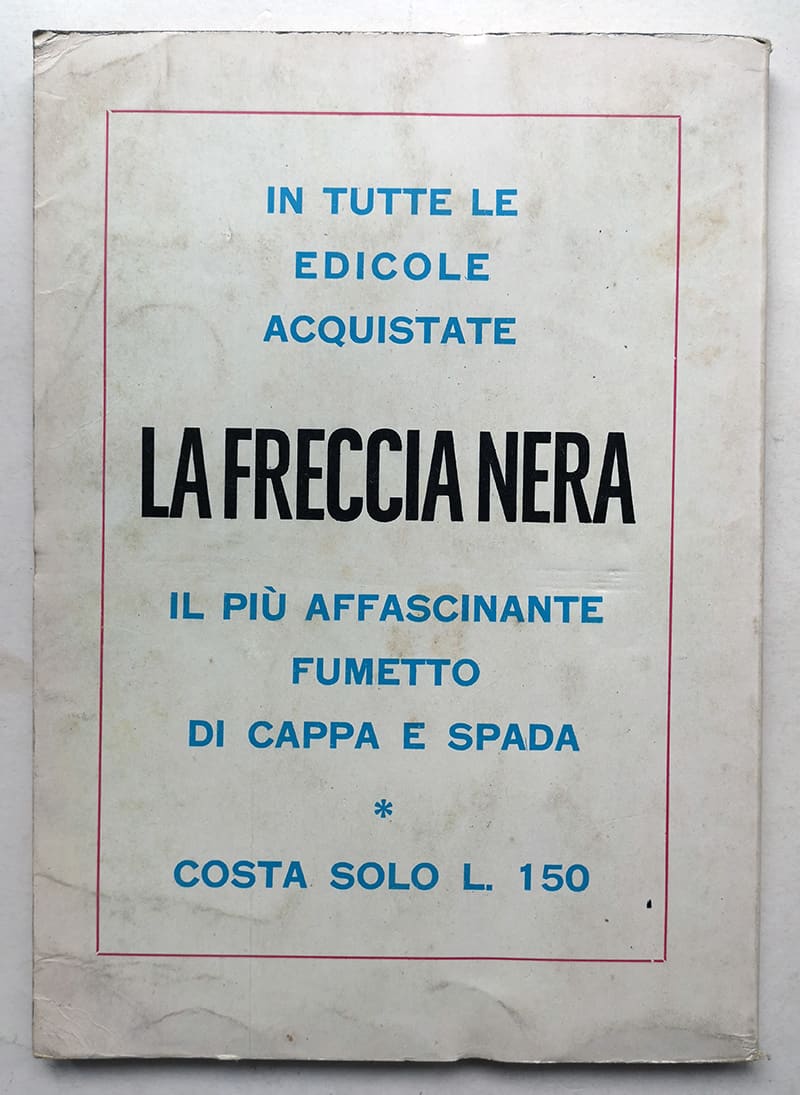 IN TUTTE LE
EDICOLE
ACQUISTATE
LA FRECCIA NERA
IL PIÙ AFFASCINANTE
FUMETTO
DI CAPPA E SPADA
*
COSTA SOLO L. 150